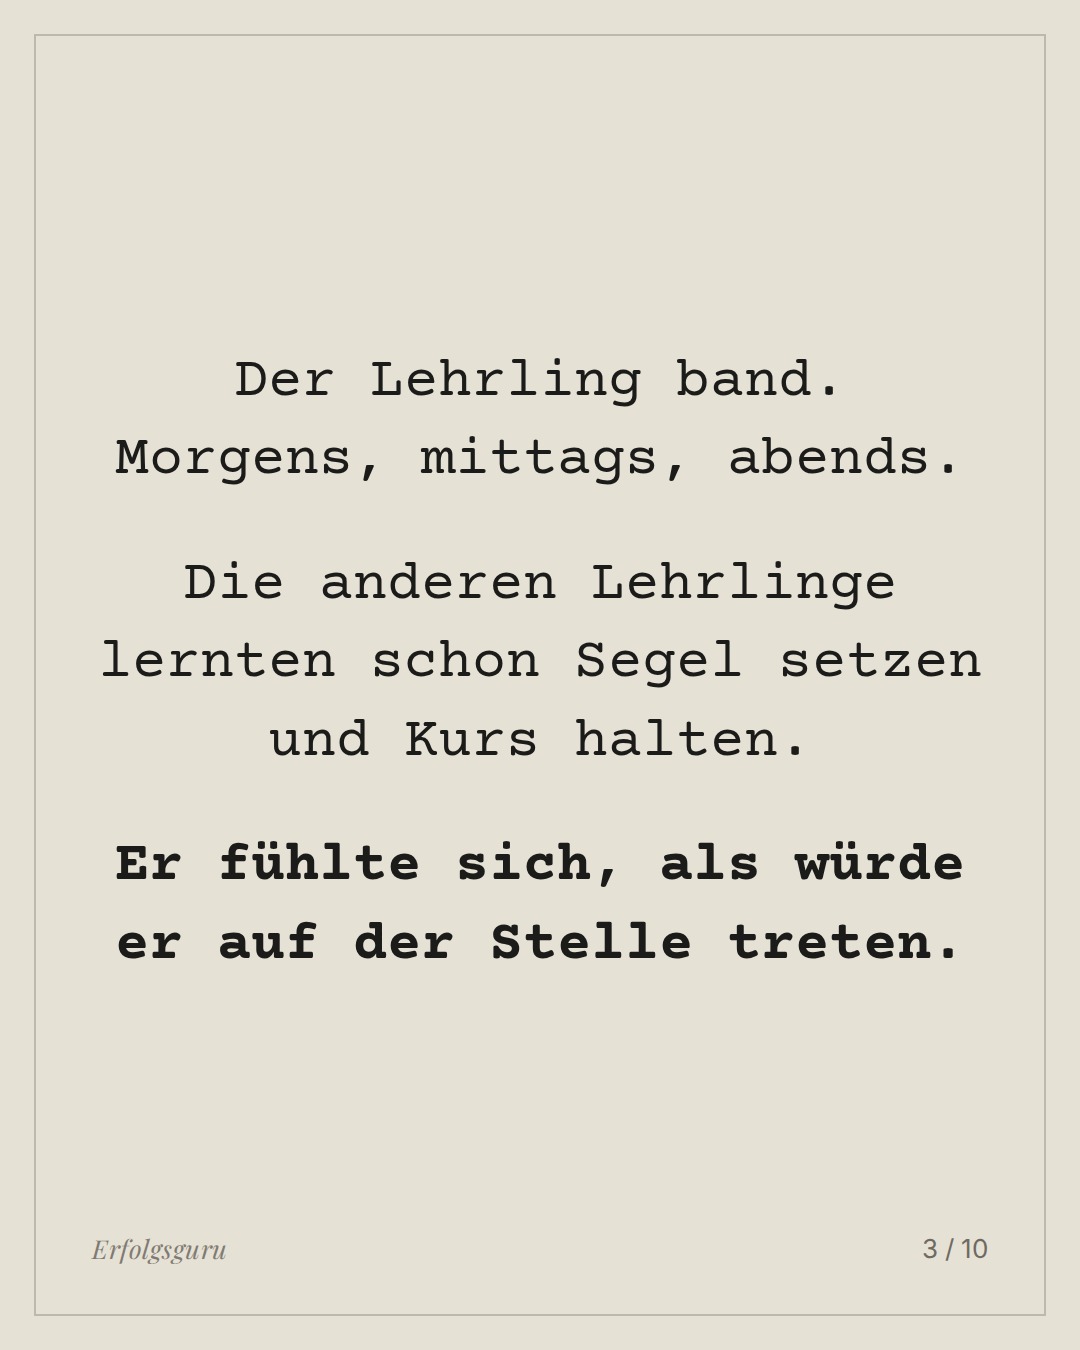 Der Lehrling band.
Morgens, mittags, abends.
Die anderen Lehrlinge
lernten schon Segel setzen
und Kurs halten.
Er fühlte sich, als würde
er auf der Stelle treten.
Erfolgsguru
3 / 10